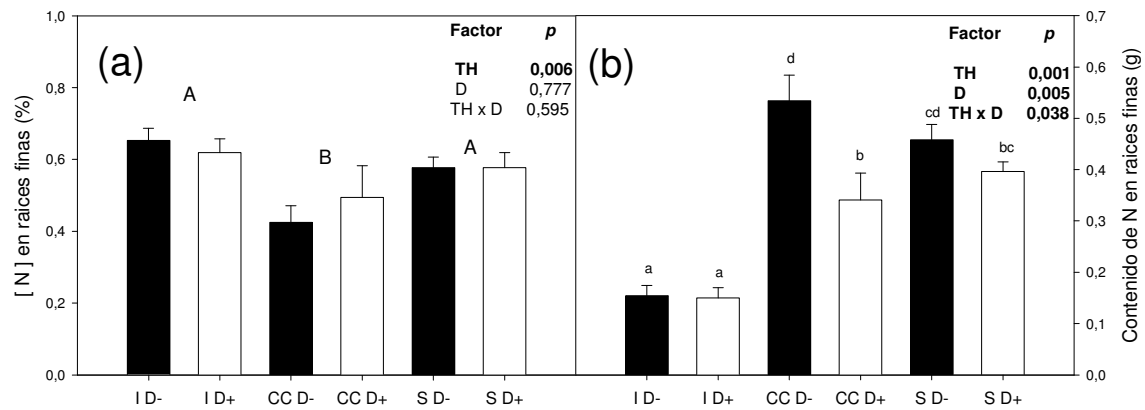 [ N ] en raices finas (%)
1,0
0,8
0,6
0,4
0,2
0,0
(a)
Factor p
TH 0,006
D 0,777
TH x D 0,595
A
B
A
I D- I D+ CC D- CC D+ S D- S D+
(b)
Factor p
TH 0,001
D 0,005
TH x D 0,038
a
a
d
b
cd
bc
I D- I D+ CC D- CC D+ S D- S D+
0,7
0,6
0,5
0,4
0,3
0,2
0,1
0,0
Contenido de N en raices finas (g)